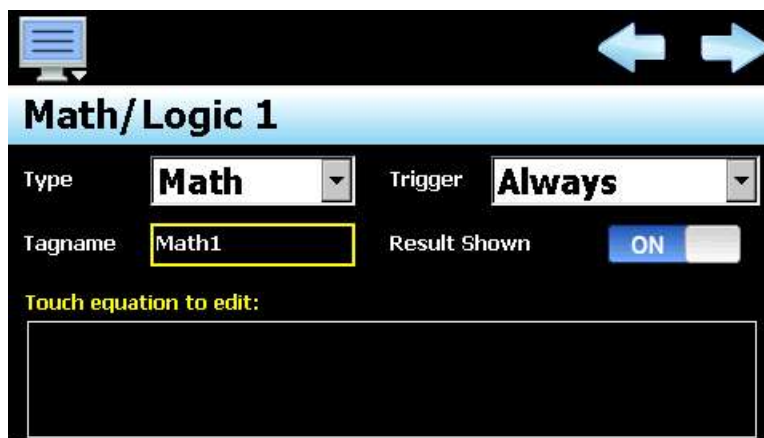 Math/Logic 1
Type Math Trigger Always
Tagname Math1 Result Shown ON
Touch equation to edit: